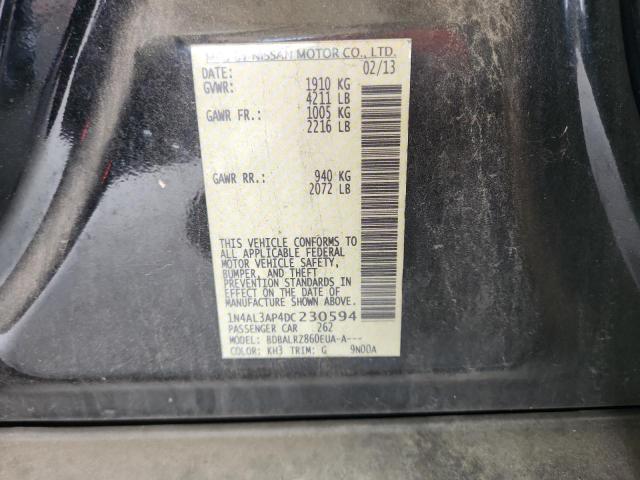 NISSAN MOTOR CO., LTD.
DATE: 02/13
GVWR: 1910 KG
4211 LB
GAWR FR.: 1005 KG
2216 LB
GAWR RR.: 940 KG
2072 LB
THIS VEHICLE CONFORMS TO
ALL APPLICABLE FEDERAL
MOTOR VEHICLE SAFETY,
BUMPER, AND THEFT
PREVENTION STANDARDS IN
EFFECT ON THE DATE OF
MANUFACTURE SHOWN ABOVE.
1N4AL3AP4DC230594
PASSENGER CAR 262
MODEL: BDBALRZ860EUA-A---
COLOR: KH3 TRIM: G 9N00A